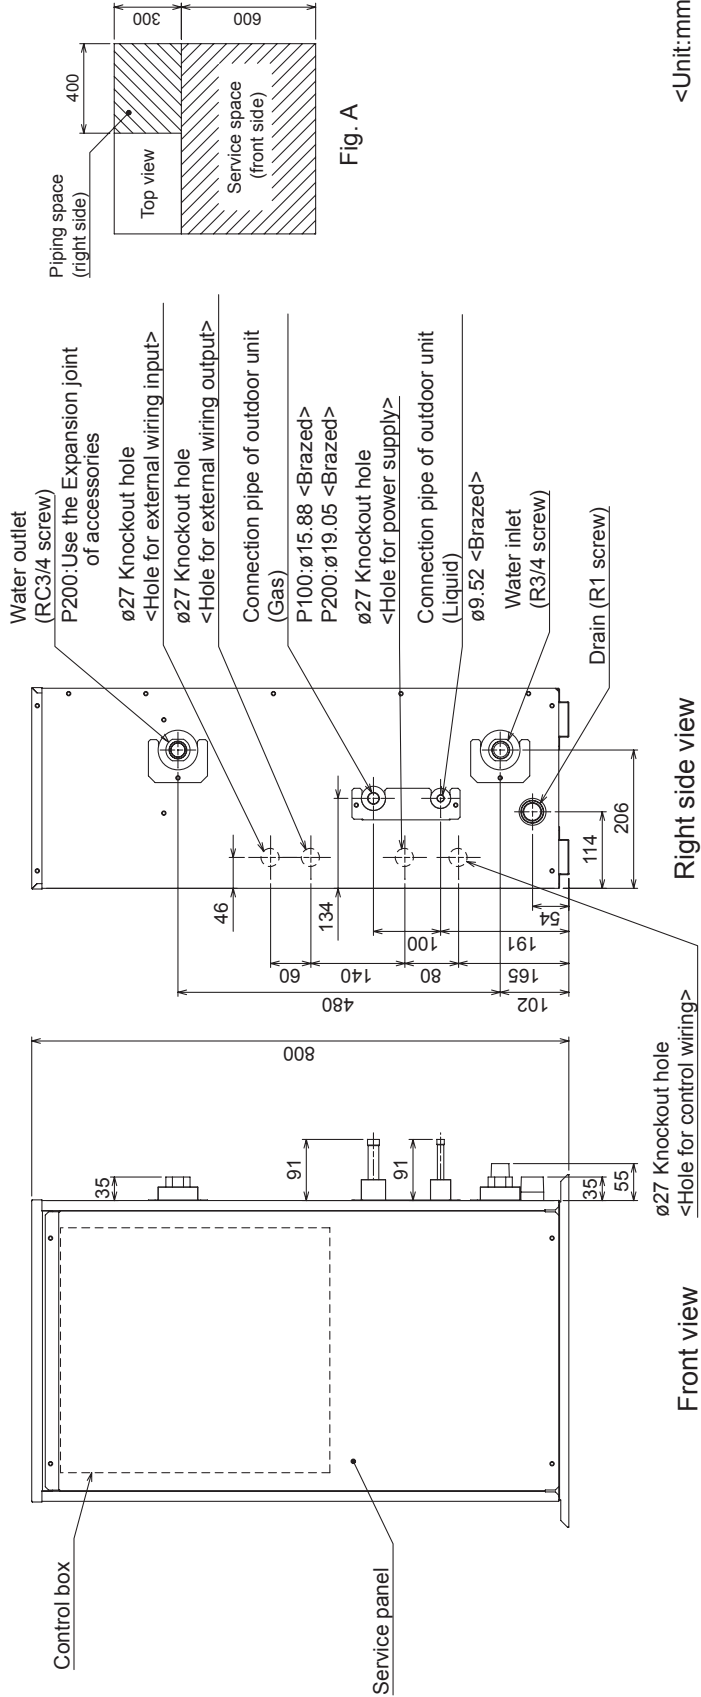 Control box
Service panel
Front view
35
91
91
35
55
800
ø27 Knockout hole
<Hole for control wiring>
Right side view
46
134
60
140
80
165
480
102
100
191
54
114
206
Water outlet
(RC3/4 screw)
P200:Use the Expansion joint
of accessories
ø27 Knockout hole
<Hole for external wiring input>
ø27 Knockout hole
<Hole for external wiring output>
Connection pipe of outdoor unit
(Gas)
P100:ø15.88 <Brazed>
P200:ø19.05 <Brazed>
ø27 Knockout hole
<Hole for power supply>
Connection pipe of outdoor unit
(Liquid)
ø9.52 <Brazed>
Water inlet
(R3/4 screw)
Drain (R1 screw)
Piping space
(right side)
400
300
600
Top view
Service space
(front side)
Fig. A
<Unit:mm